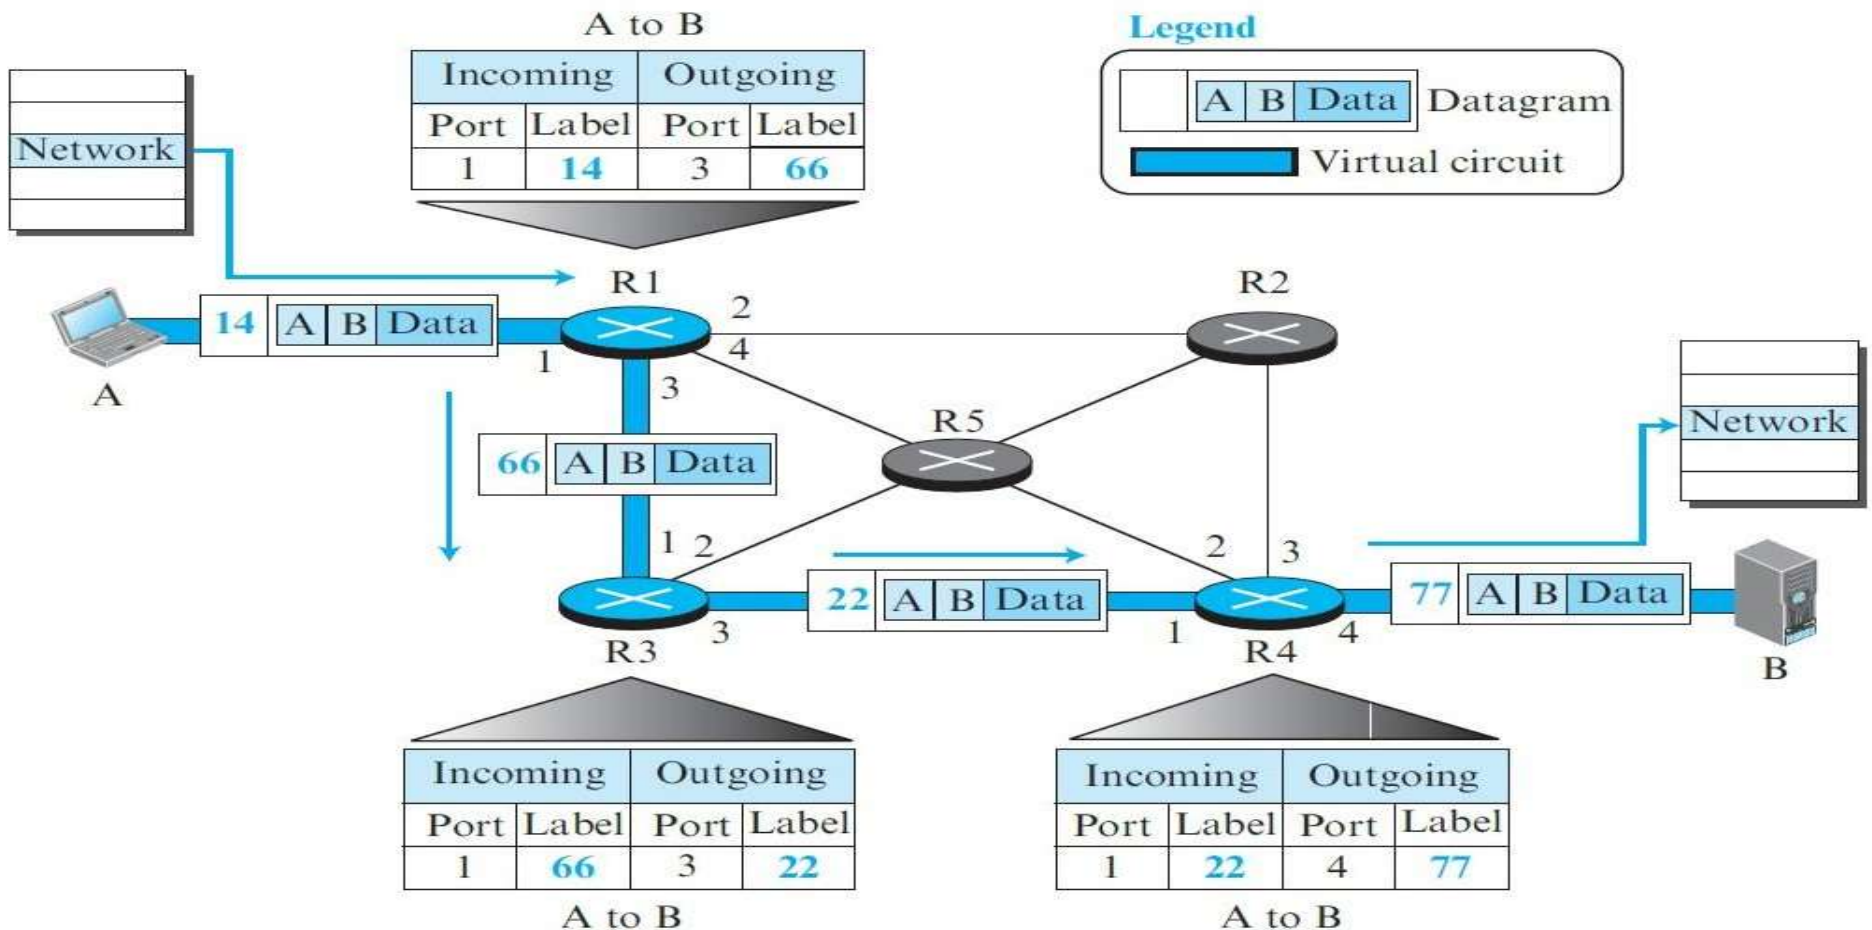 A to B
Incoming Outgoing
Port Label Port Label
1 14 3 66
Legend
A B Data Datagram
Virtual circuit
Network
R1
R2
14 A B Data
A
1
2
4
3
R5
66 A B Data
Network
1 2
2
3
22 A B Data
77 A B Data
3
1
4
R3
R4
B
Incoming Outgoing
Port Label Port Label
1 66 3 22
A to B
Incoming Outgoing
Port Label Port Label
1 22 4 77
A to B